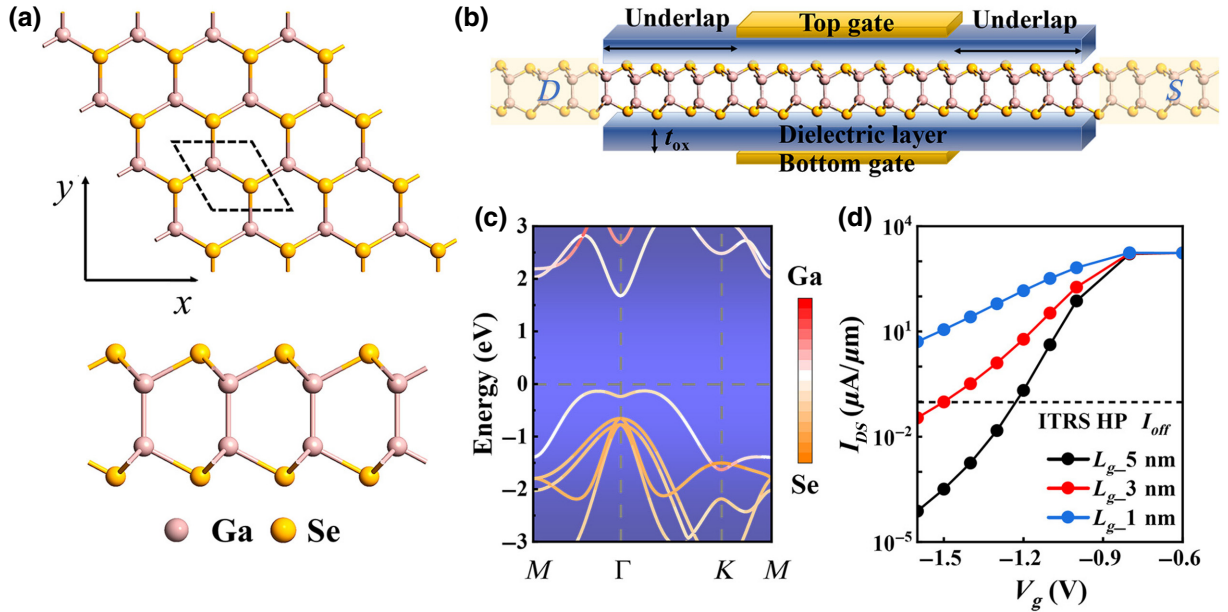 (a)
y
x
Ga Se
(b)
Underlap Top gate Underlap
D S
t_ox Dielectric layer
Bottom gate
(c)
Energy (eV)
3
2
1
0
−1
−2
−3
M Γ K M
Ga
Se
(d)
I_DS (μA/μm)
10^4
10^1
10^−2
10^−5
ITRS HP I_off
L_g_5 nm
L_g_3 nm
L_g_1 nm
−1.5 −1.2 −0.9 −0.6
V_g (V)